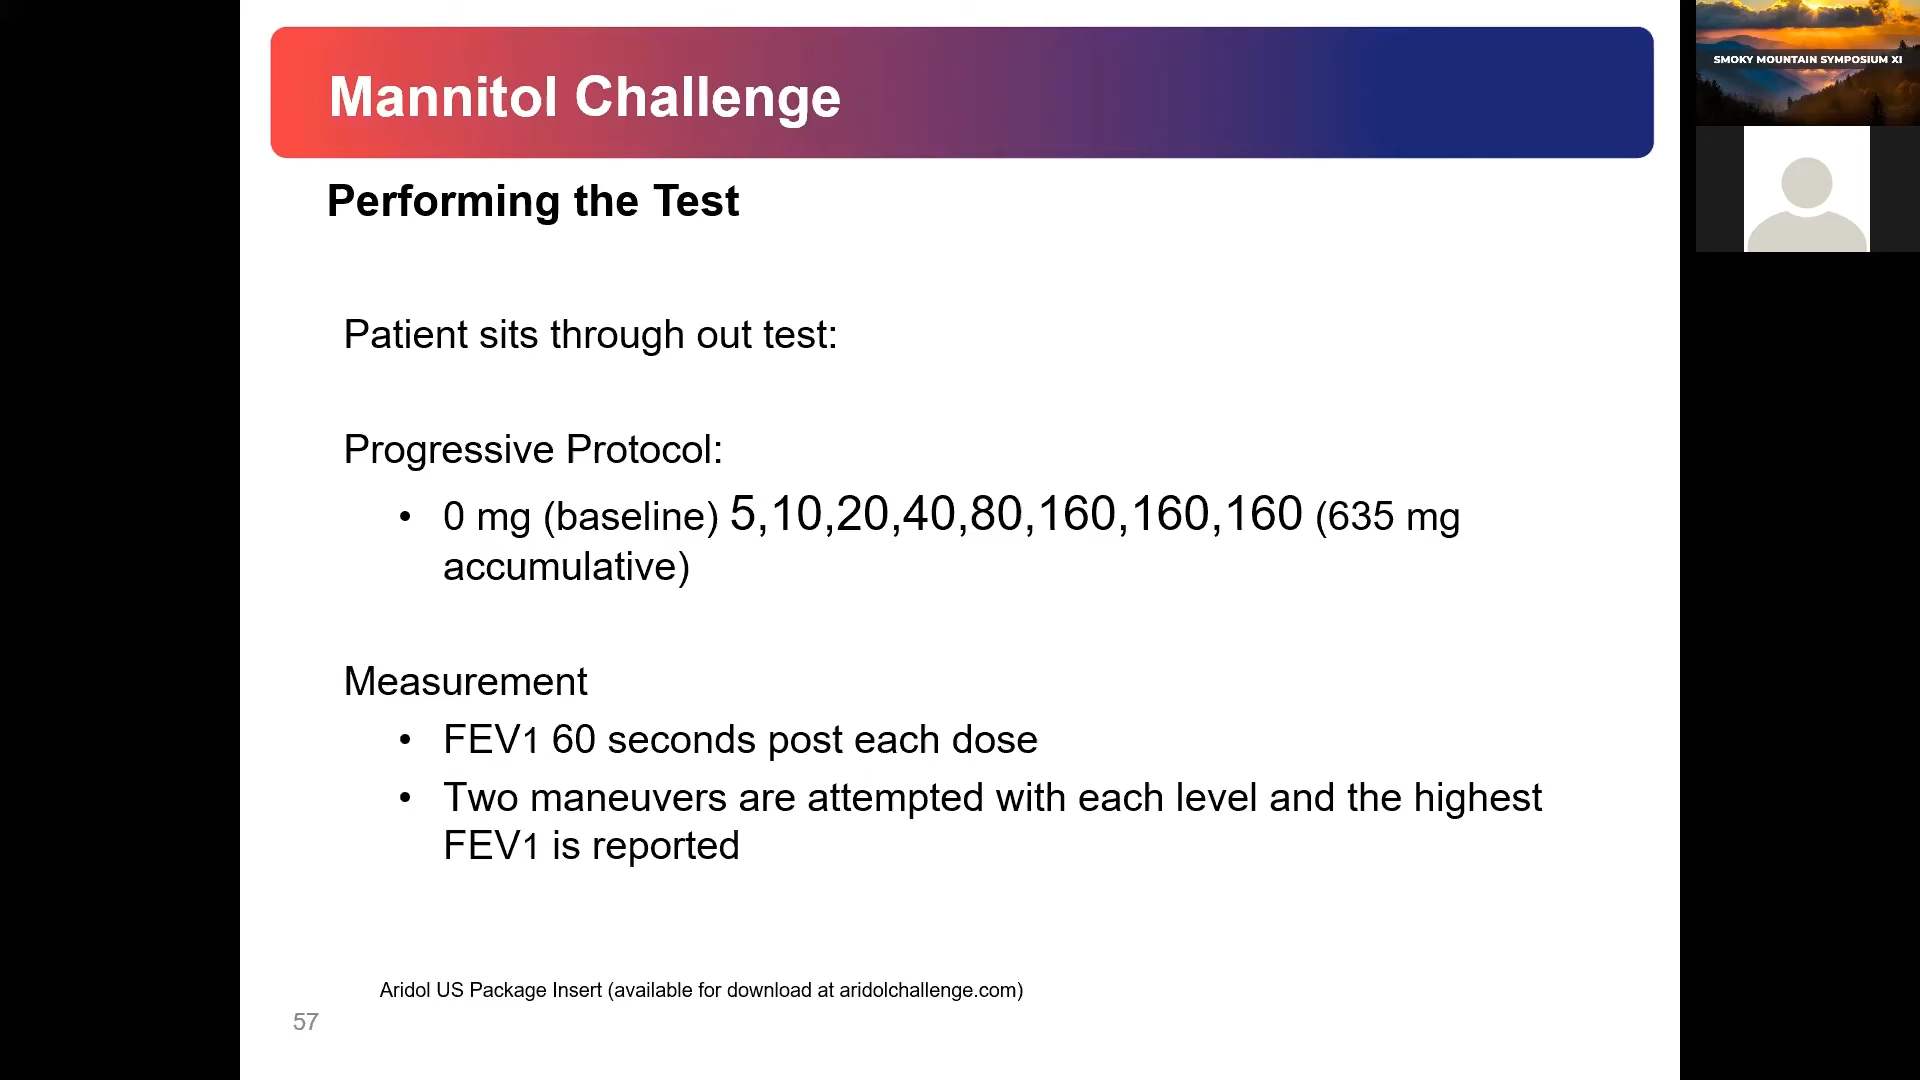 Mannitol Challenge
SMOKY MOUNTAIN SYMPOSIUM XI
Performing the Test
Patient sits through out test:
Progressive Protocol:
• 0 mg (baseline) 5,10,20,40,80,160,160,160 (635 mg
accumulative)
Measurement
• FEV1 60 seconds post each dose
• Two maneuvers are attempted with each level and the highest
FEV1 is reported
Aridol US Package Insert (available for download at aridolchallenge.com)
57